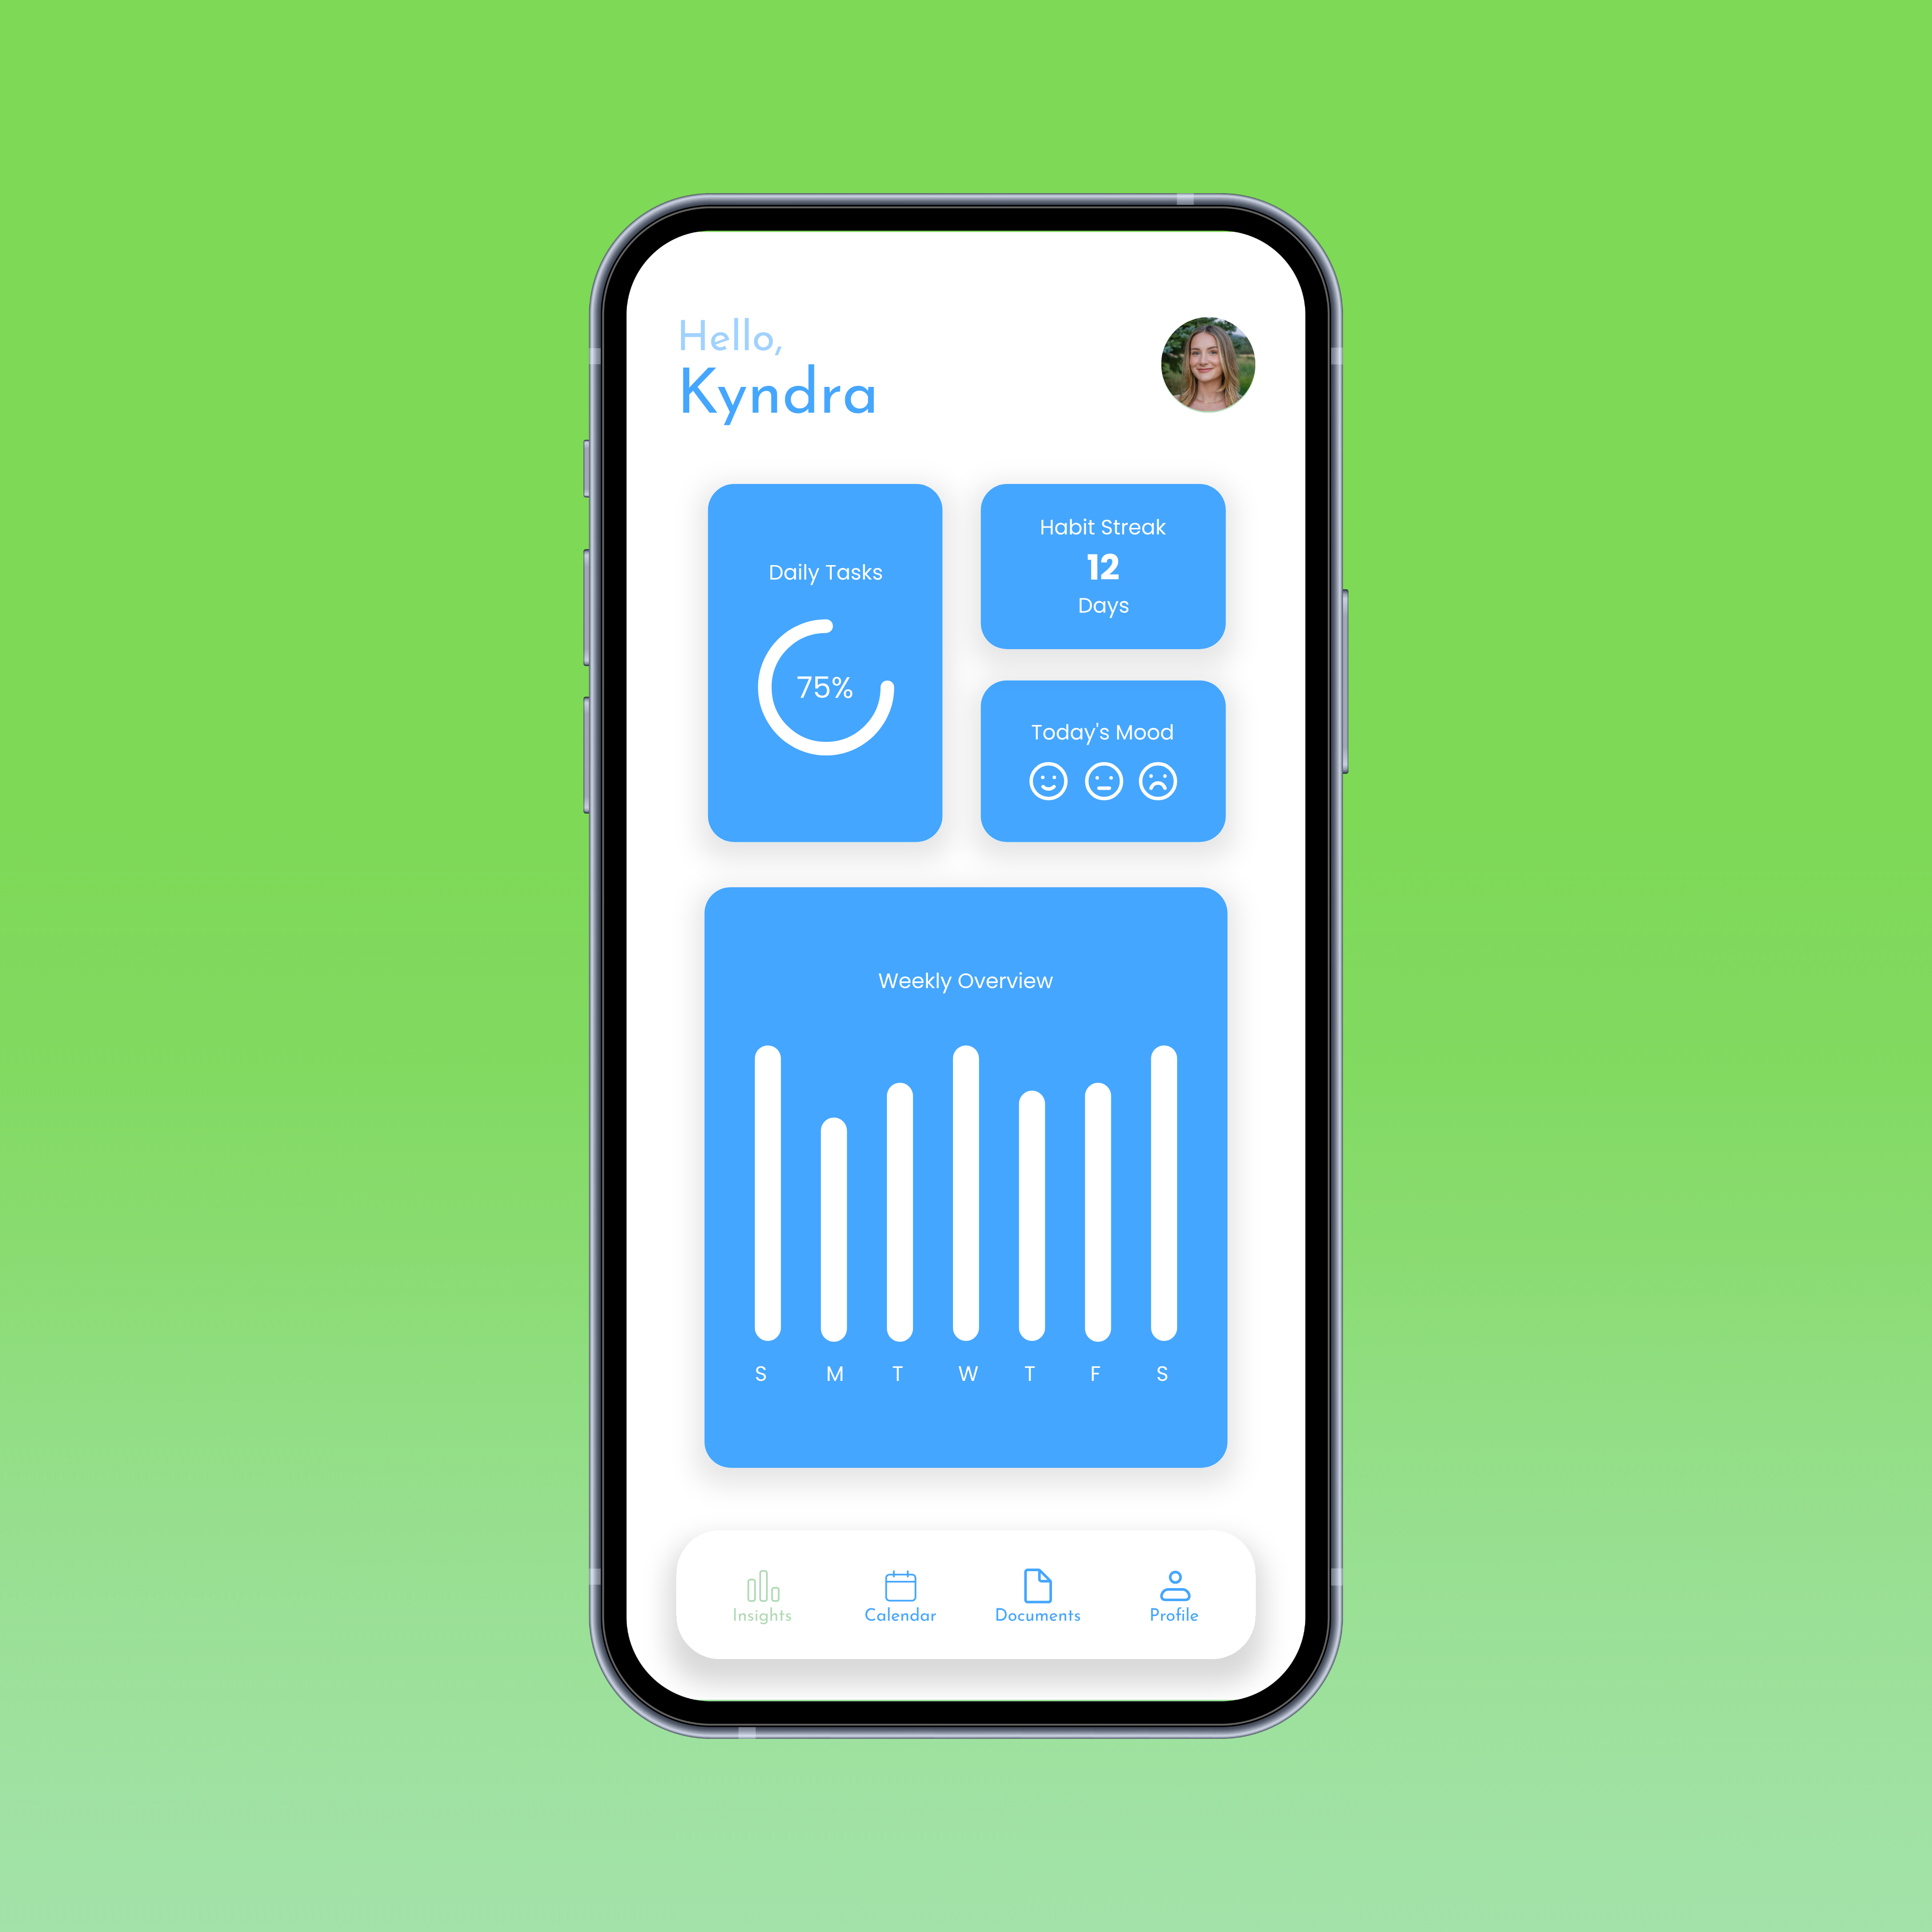 Hello,
Kyndra
Daily Tasks
75%
Habit Streak
12
Days
Today's Mood
Weekly Overview
S M T W T F S
Insights Calendar Documents Profile